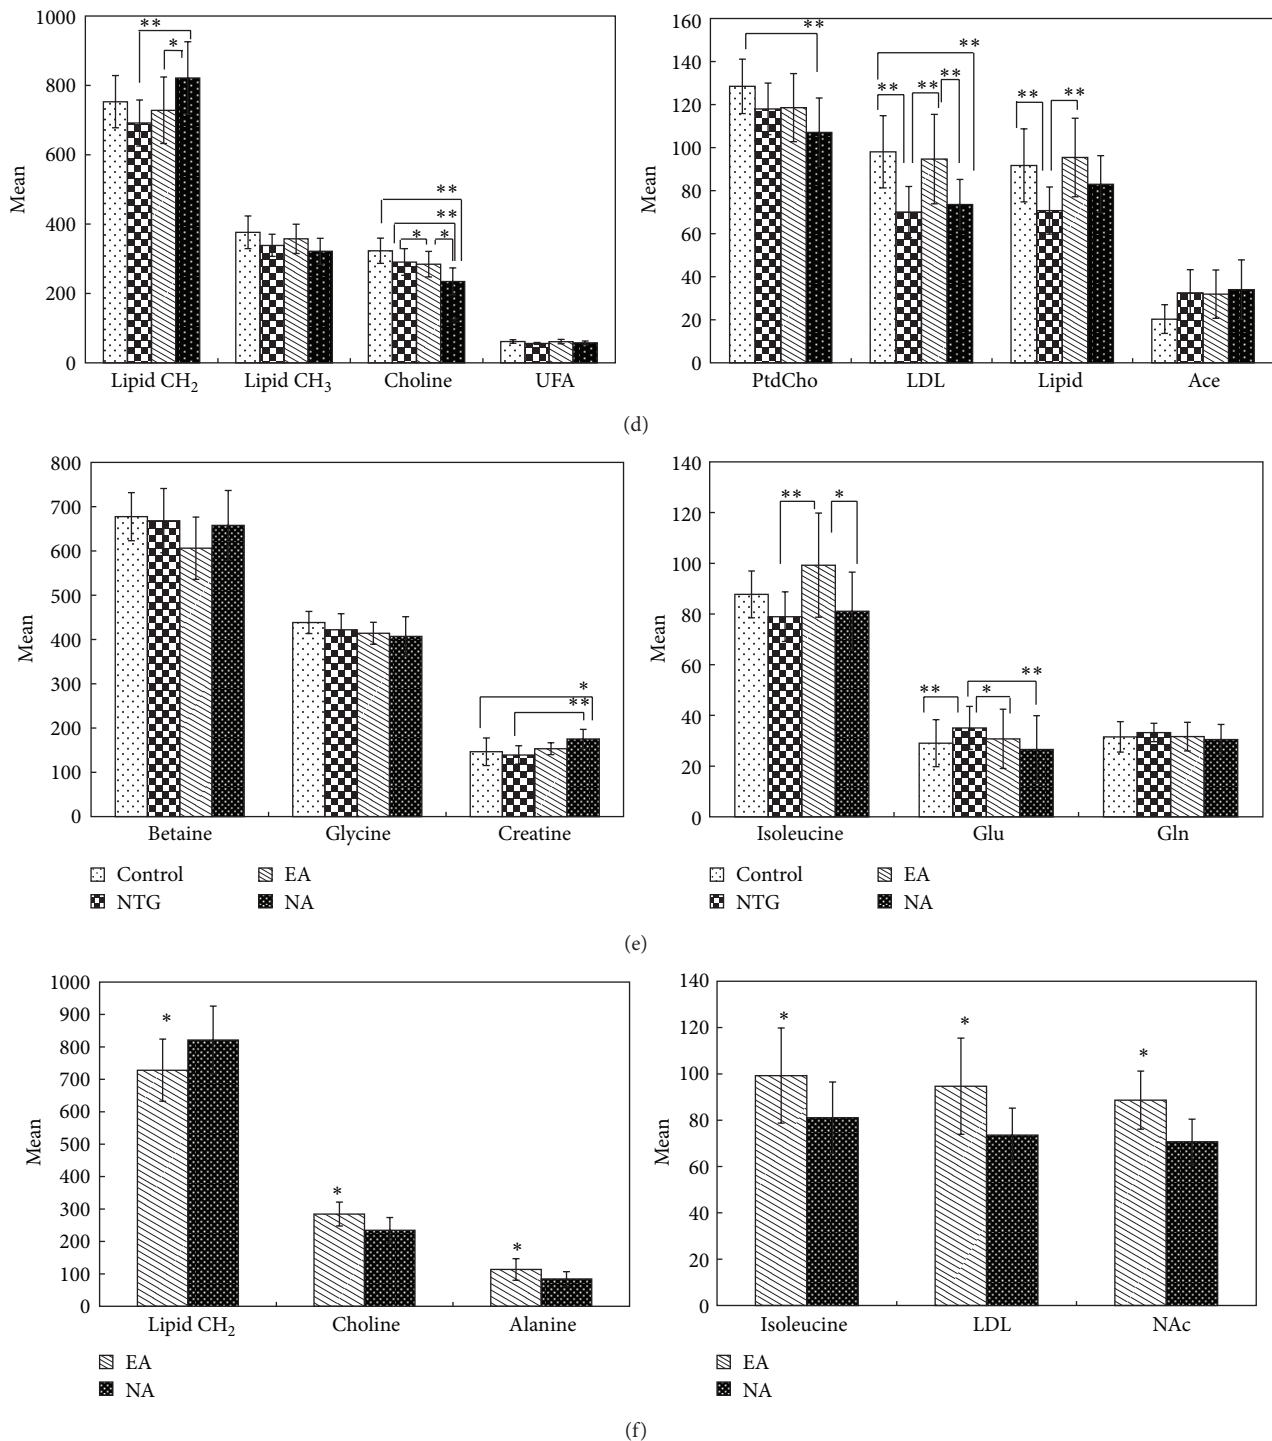 1000
800
600
400
200
0
Mean
** *
** ** * *
Lipid CH₂ Lipid CH₃ Choline UFA
160
140
120
100
80
60
40
20
0
Mean
**
** ** ** **
** **
PtdCho LDL Lipid Ace
(d)
800
700
600
500
400
300
200
100
0
Mean
* **
Betaine Glycine Creatine
Control EA
NTG NA
140
120
100
80
60
40
20
0
Mean
** *
** * **
Isoleucine Glu Gln
Control EA
NTG NA
(e)
1000
900
800
700
600
500
400
300
200
100
0
Mean
* * *
Lipid CH₂ Choline Alanine
EA
NA
140
120
100
80
60
40
20
0
Mean
* * *
Isoleucine LDL NAc
EA
NA
(f)